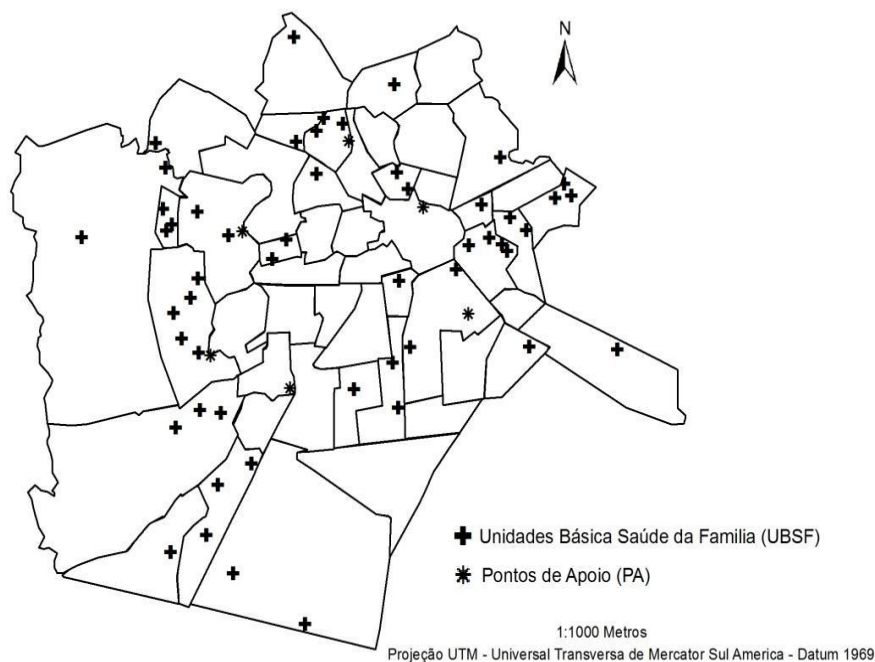 N
Unidades Básica Saúde da Familia (UBSF)
Pontos de Apoio (PA)
1:1000 Metros
Projeção UTM - Universal Transversa de Mercator Sul America - Datum 1969